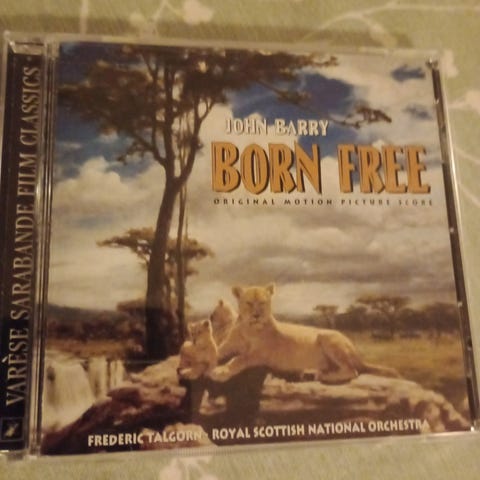 VARÈSE SARABANDE FILM CLASSICS
JOHN BARRY
BORN FREE
ORIGINAL MOTION PICTURE SCORE
FREDERIC TALGORN · ROYAL SCOTTISH NATIONAL ORCHESTRA